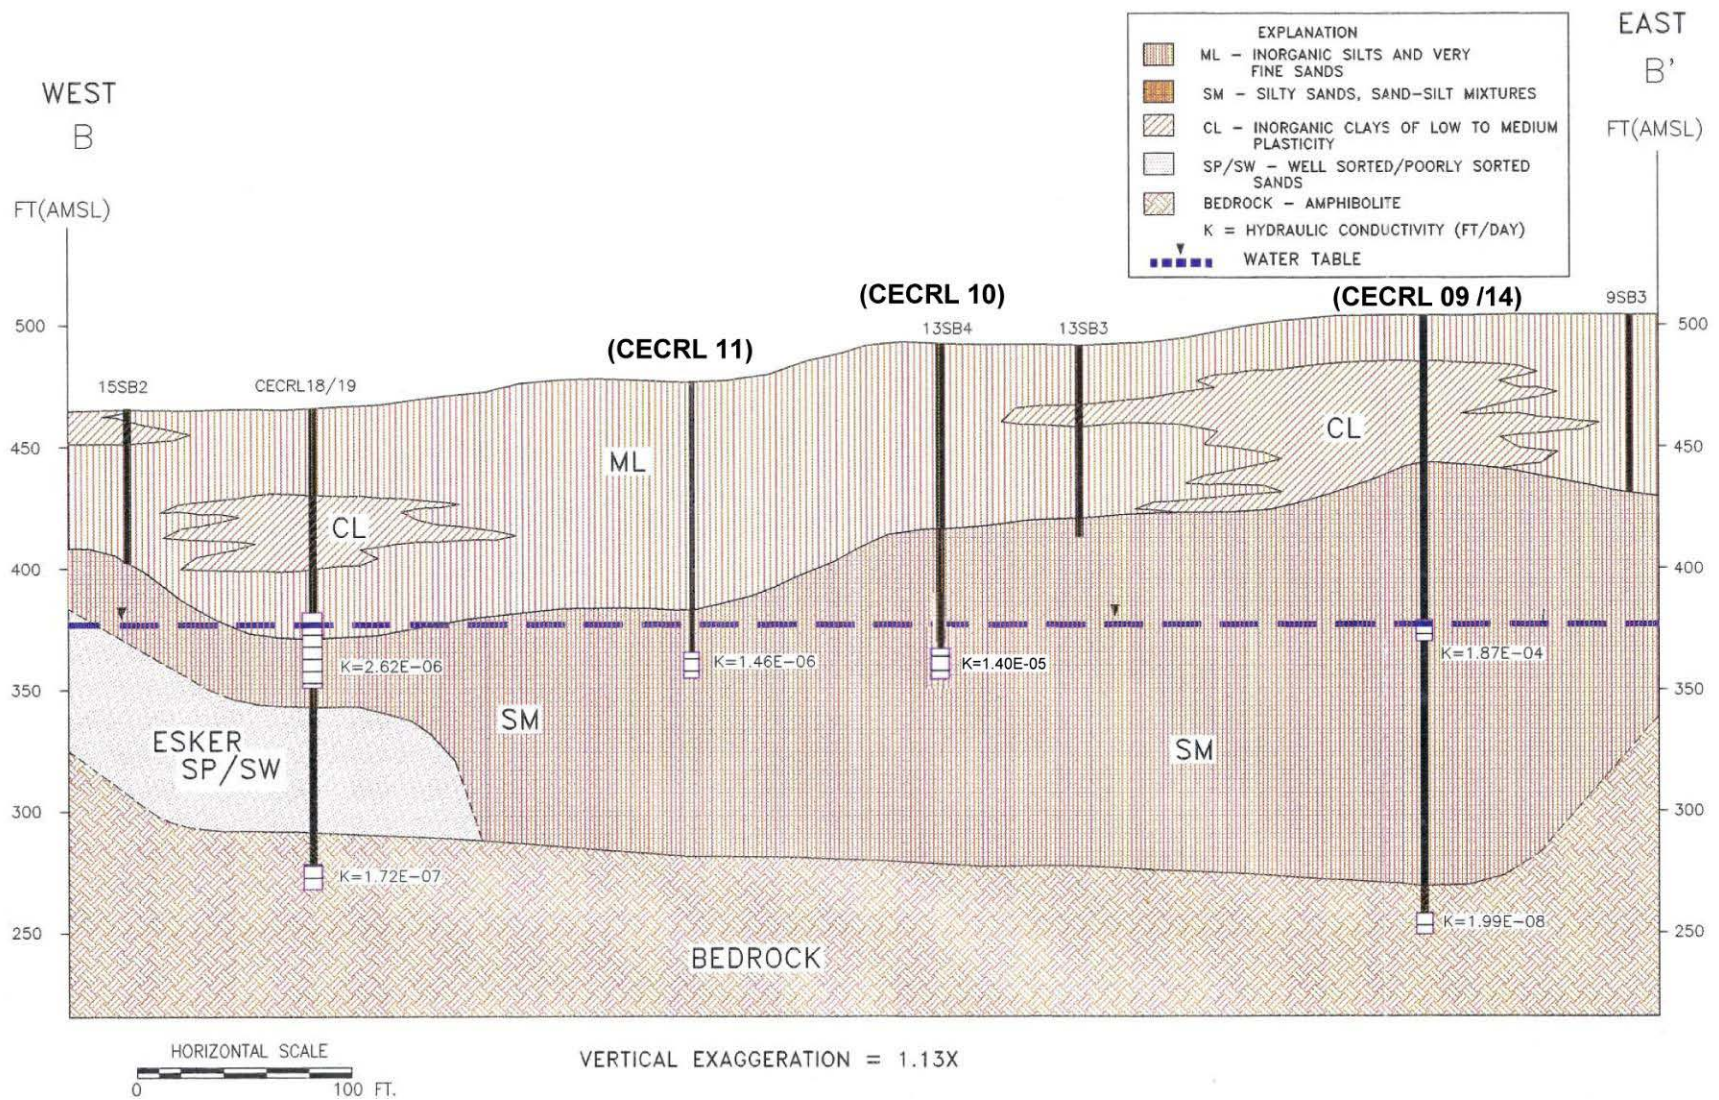 EXPLANATION
ML – INORGANIC SILTS AND VERY
FINE SANDS
SM – SILTY SANDS, SAND–SILT MIXTURES
CL – INORGANIC CLAYS OF LOW TO MEDIUM
PLASTICITY
SP/SW – WELL SORTED/POORLY SORTED
SANDS
BEDROCK – AMPHIBOLITE
K = HYDRAULIC CONDUCTIVITY (FT/DAY)
WATER TABLE
EAST
B'
FT(AMSL)
WEST
B
FT(AMSL)
(CECRL 11)
(CECRL 10)
(CECRL 09 /14)
15SB2
CECRL18/19
13SB4
13SB3
9SB3
500
450
400
350
300
250
500
450
400
350
300
250
ML
CL
CL
K=2.62E–06
K=1.46E–06
K=1.40E-05
K=1.87E–04
SM
SM
ESKER
SP/SW
K=1.72E–07
K=1.99E–08
BEDROCK
HORIZONTAL SCALE
0 100 FT.
VERTICAL EXAGGERATION = 1.13X